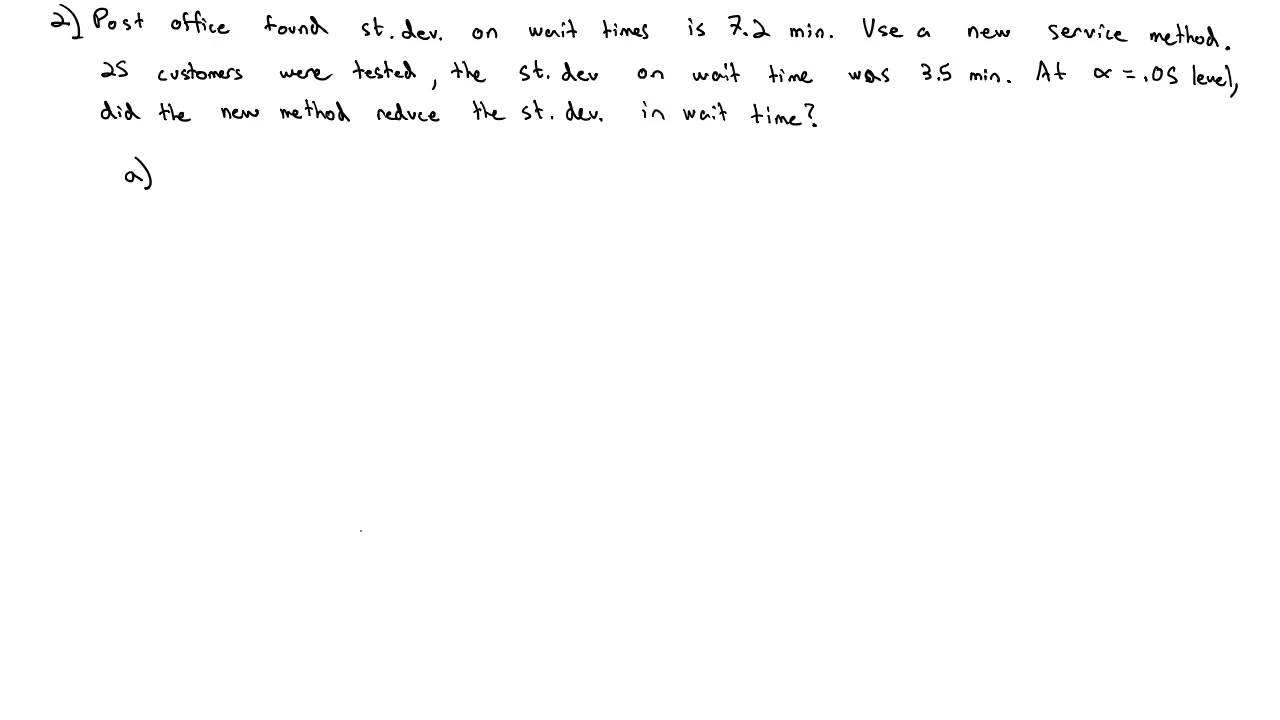 2) Post office found st. dev. on wait times is 7.2 min. Use a new service method.
25 customers were tested, the st. dev on wait time was 3.5 min. At α = .05 level,
did the new method reduce the st. dev. in wait time?
a)